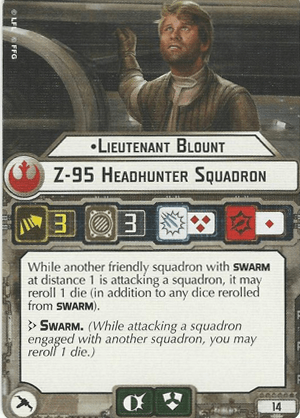 © LFL © FFG
•Lieutenant Blount
Z-95 Headhunter Squadron
3 3
While another friendly squadron with SWARM
at distance 1 is attacking a squadron, it may
reroll 1 die (in addition to any dice rerolled
from SWARM).
Swarm. (While attacking a squadron
engaged with another squadron, you may
reroll 1 die.)
14